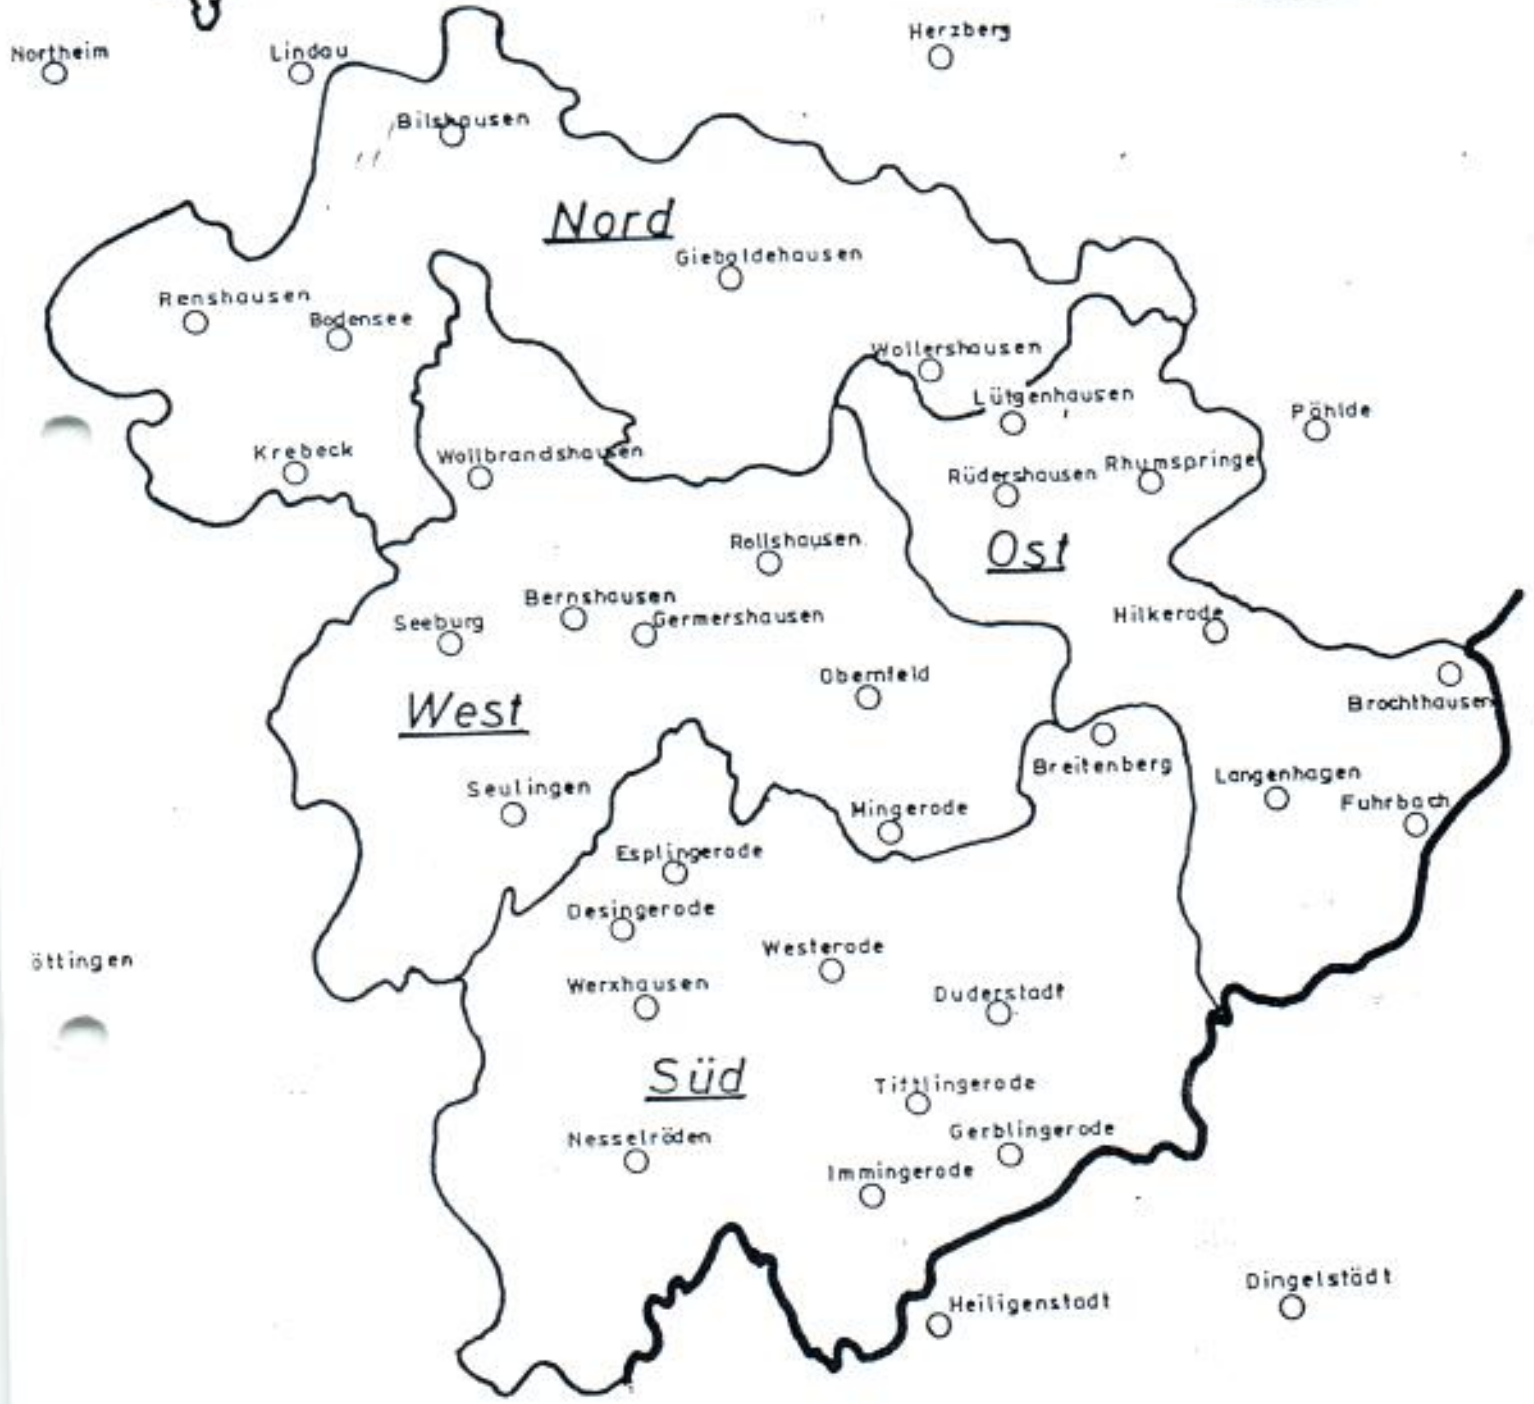 Herzberg
Northeim
Lindau
Bilshausen
Nord
Gieboldehausen
Renshausen
Bodensee
Wollershausen
Lütgenhausen
Pöhlde
Krebeck
Wollbrandshausen
Rüdershausen
Rhumspringe
Rollshausen
Ost
Bernshausen
Seeburg
Germershausen
Hilkerode
Obernfeld
Brochthausen
West
Breitenberg
Langenhagen
Seulingen
Fuhrbach
Mingerode
Esplingerode
Desingerode
Westerode
öttingen
Werxhausen
Duderstadt
Süd
Tiftlingerode
Gerblingerode
Nesselröden
Immingerode
Dingelstädt
Heiligenstadt